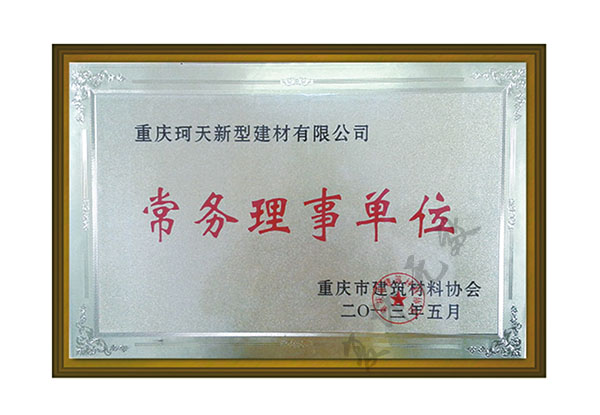 重庆珂天新型建材有限公司
常务理事单位
重庆市建筑材料协会
二〇一三年五月